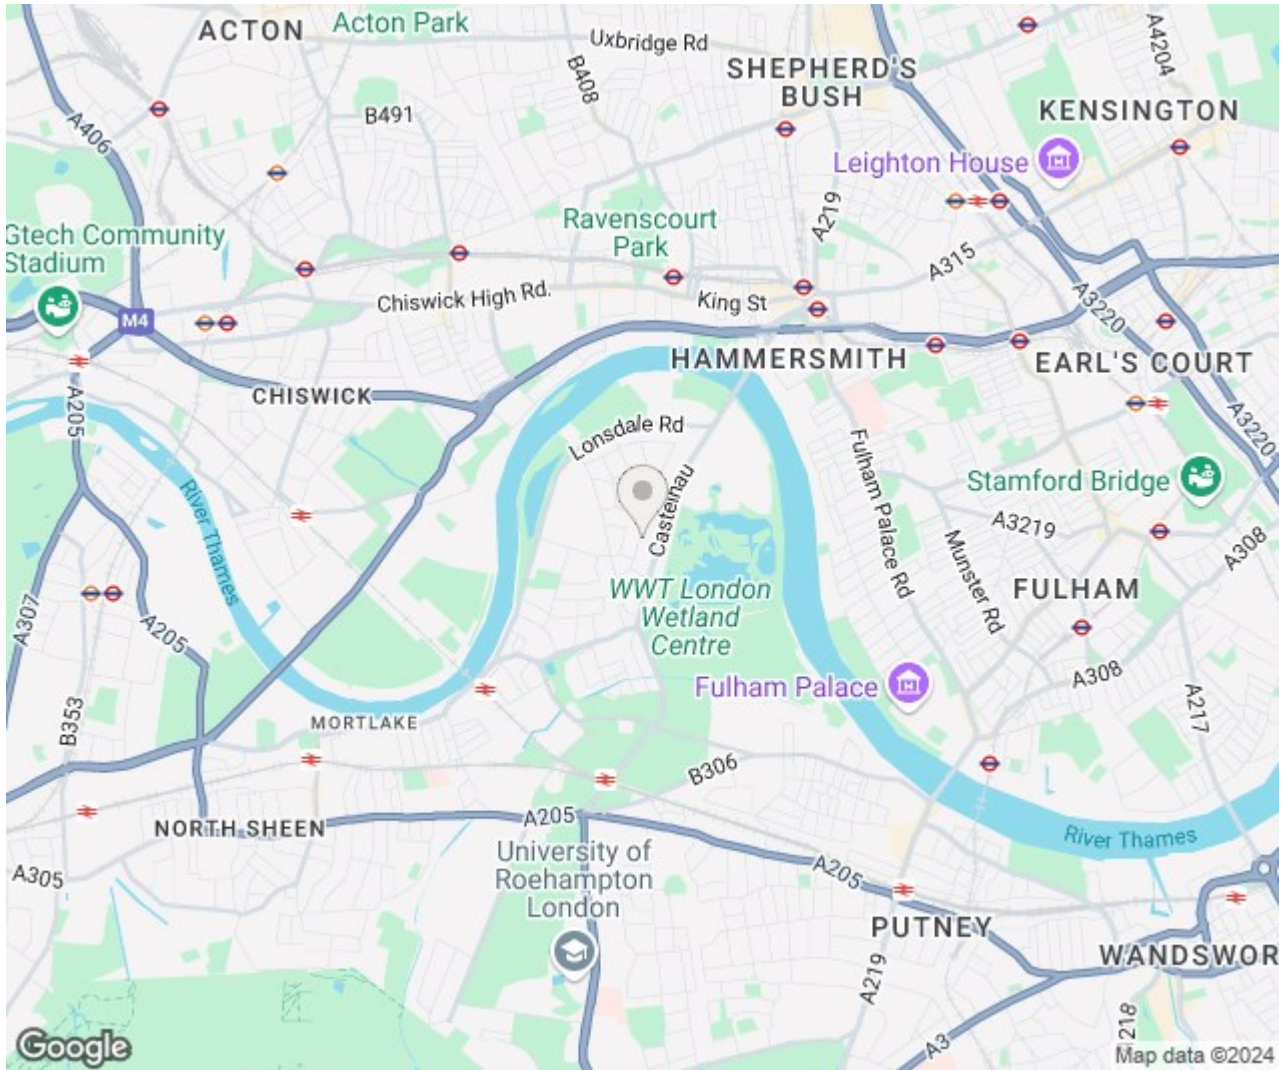 ACTON
Acton Park
Uxbridge Rd
B408
A4204
SHEPHERD'S
BUSH
KENSINGTON
A406
B491
Leighton House
Gtech Community
Stadium
Ravenscourt
Park
A219
A315
M4
Chiswick High Rd.
King St
A3220
HAMMERSMITH
EARL'S COURT
CHISWICK
A205
Lonsdale Rd
A3220
Fulham Palace Rd
Castelnau
Stamford Bridge
River Thames
A3219
A308
Munster Rd
WWT London
Wetland
Centre
FULHAM
A307
A205
A308
Fulham Palace
B353
MORTLAKE
A217
B306
NORTH SHEEN
A205
River Thames
University of
Roehampton
London
A305
A205
PUTNEY
WANDSWOR
A219
A3
218
Google
Map data ©2024